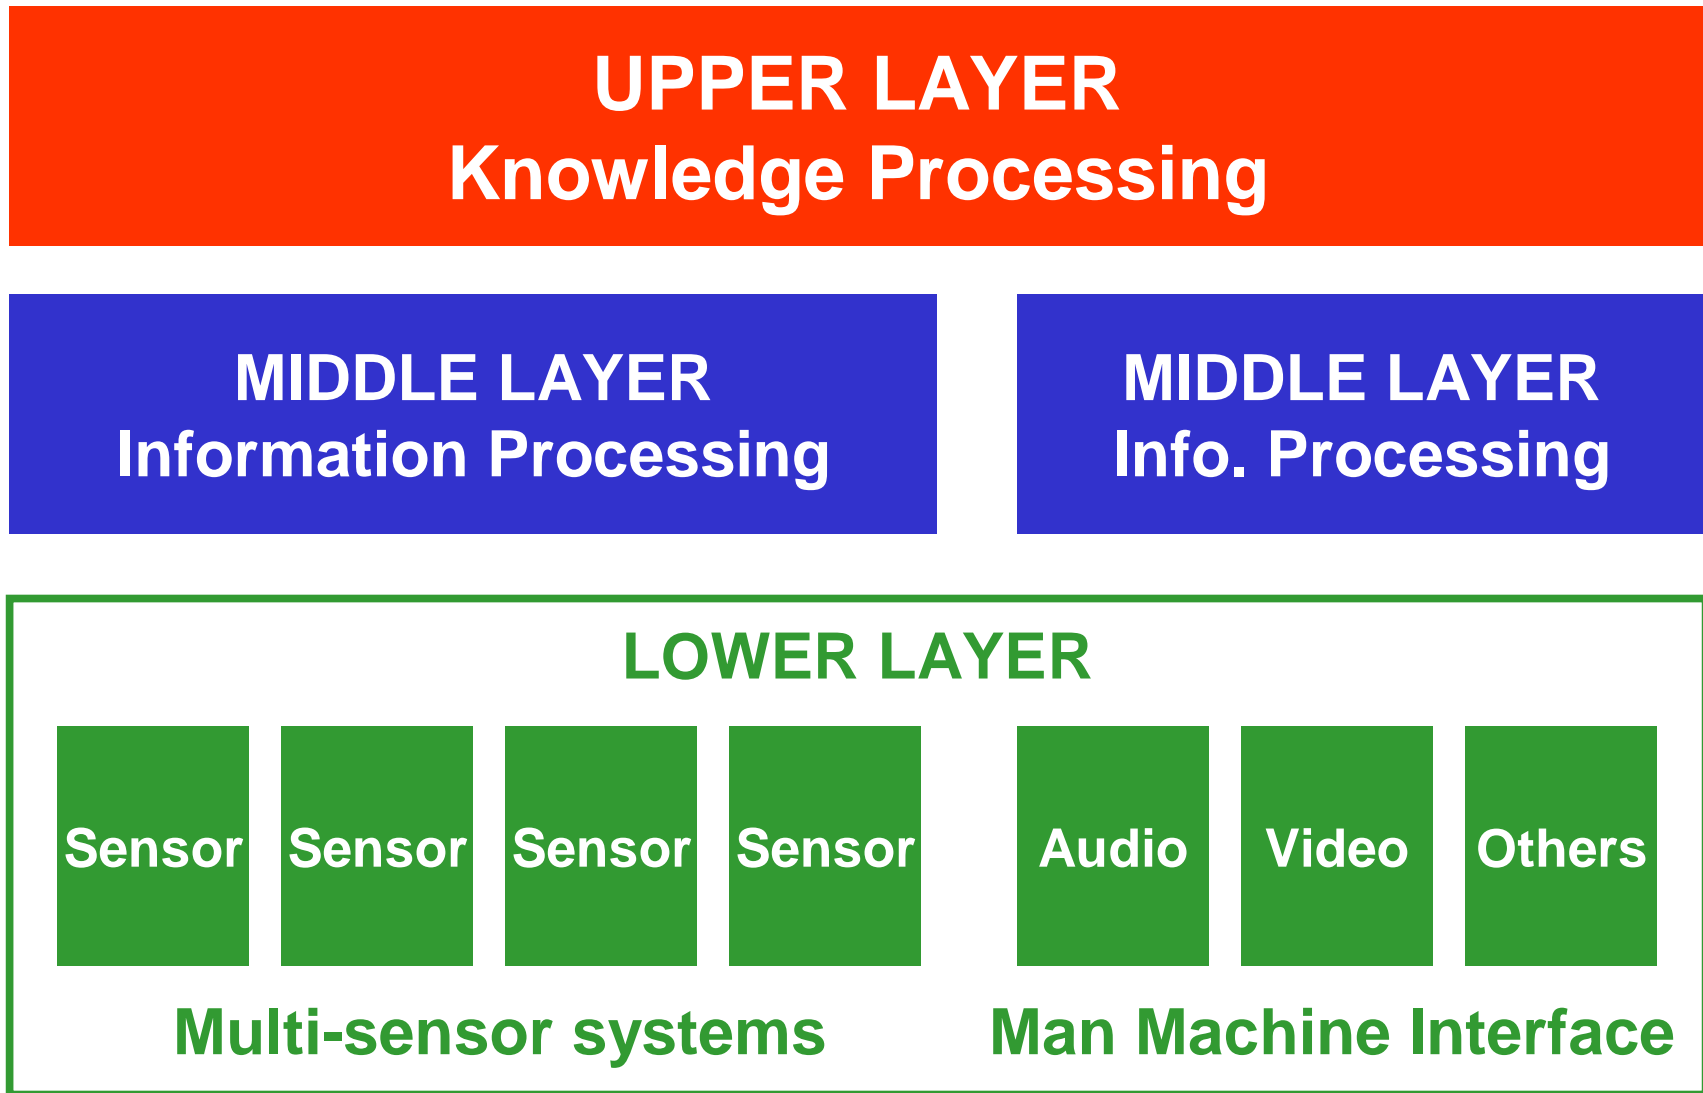 UPPER LAYER
Knowledge Processing
MIDDLE LAYER
Information Processing
MIDDLE LAYER
Info. Processing
LOWER LAYER
Sensor
Sensor
Sensor
Sensor
Audio
Video
Others
Multi-sensor systems
Man Machine Interface